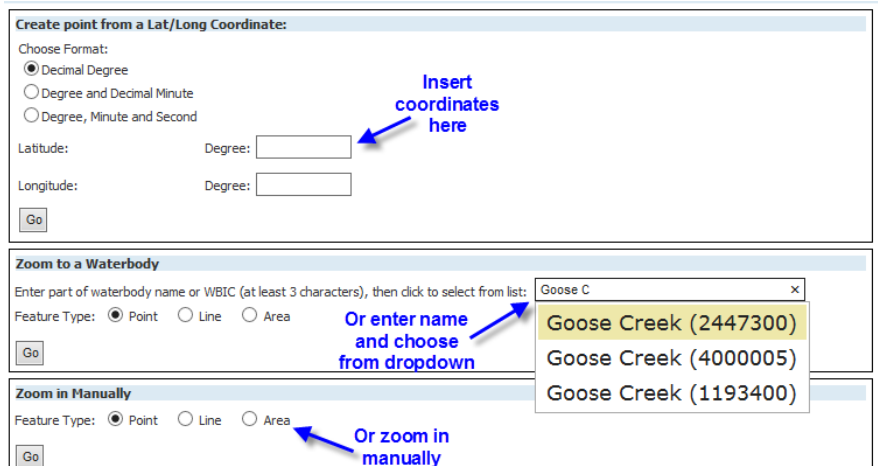 Create point from a Lat/Long Coordinate:
Choose Format:
Decimal Degree
Degree and Decimal Minute
Degree, Minute and Second
Insert
coordinates
here
Latitude: Degree:
Longitude: Degree:
Go
Zoom to a Waterbody
Enter part of waterbody name or WBIC (at least 3 characters), then click to select from list: Goose C ×
Feature Type: Point Line Area
Or enter name
and choose
from dropdown
Goose Creek (2447300)
Goose Creek (4000005)
Goose Creek (1193400)
Go
Zoom in Manually
Feature Type: Point Line Area
Or zoom in
manually
Go